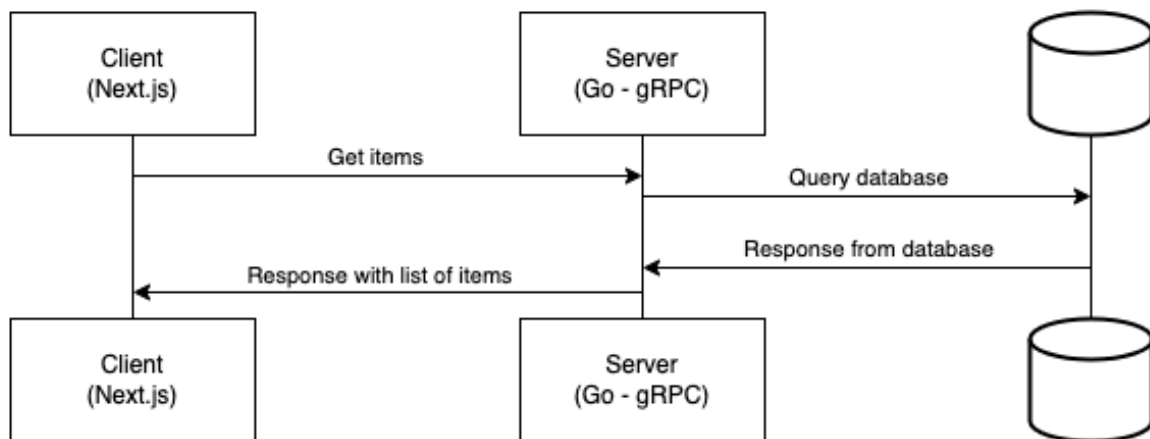 Client
(Next.js)
Server
(Go - gRPC)
Get items
Query database
Response from database
Response with list of items
Client
(Next.js)
Server
(Go - gRPC)